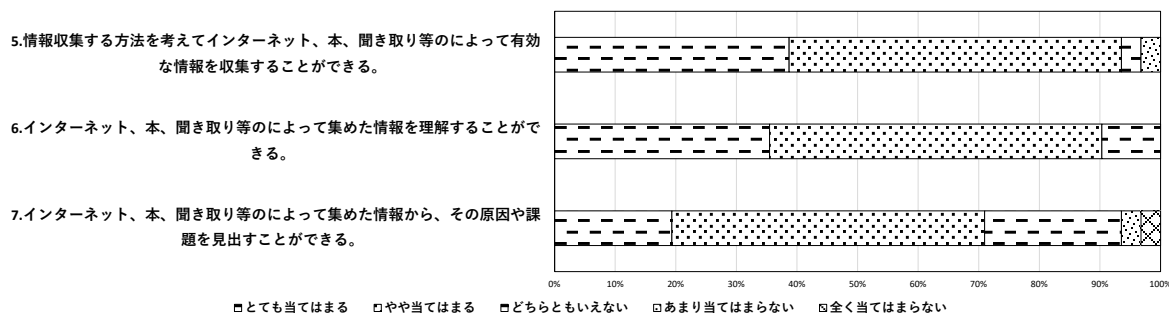 5.情報収集する方法を考えてインターネット、本、聞き取り等のによって有効
な情報を収集することができる。
6.インターネット、本、聞き取り等のによって集めた情報を理解することがで
きる。
7.インターネット、本、聞き取り等のによって集めた情報から、その原因や課
題を見出すことができる。
0% 10% 20% 30% 40% 50% 60% 70% 80% 90% 100%
とても当てはまる やや当てはまる どちらともいえない あまり当てはまらない 全く当てはまらない